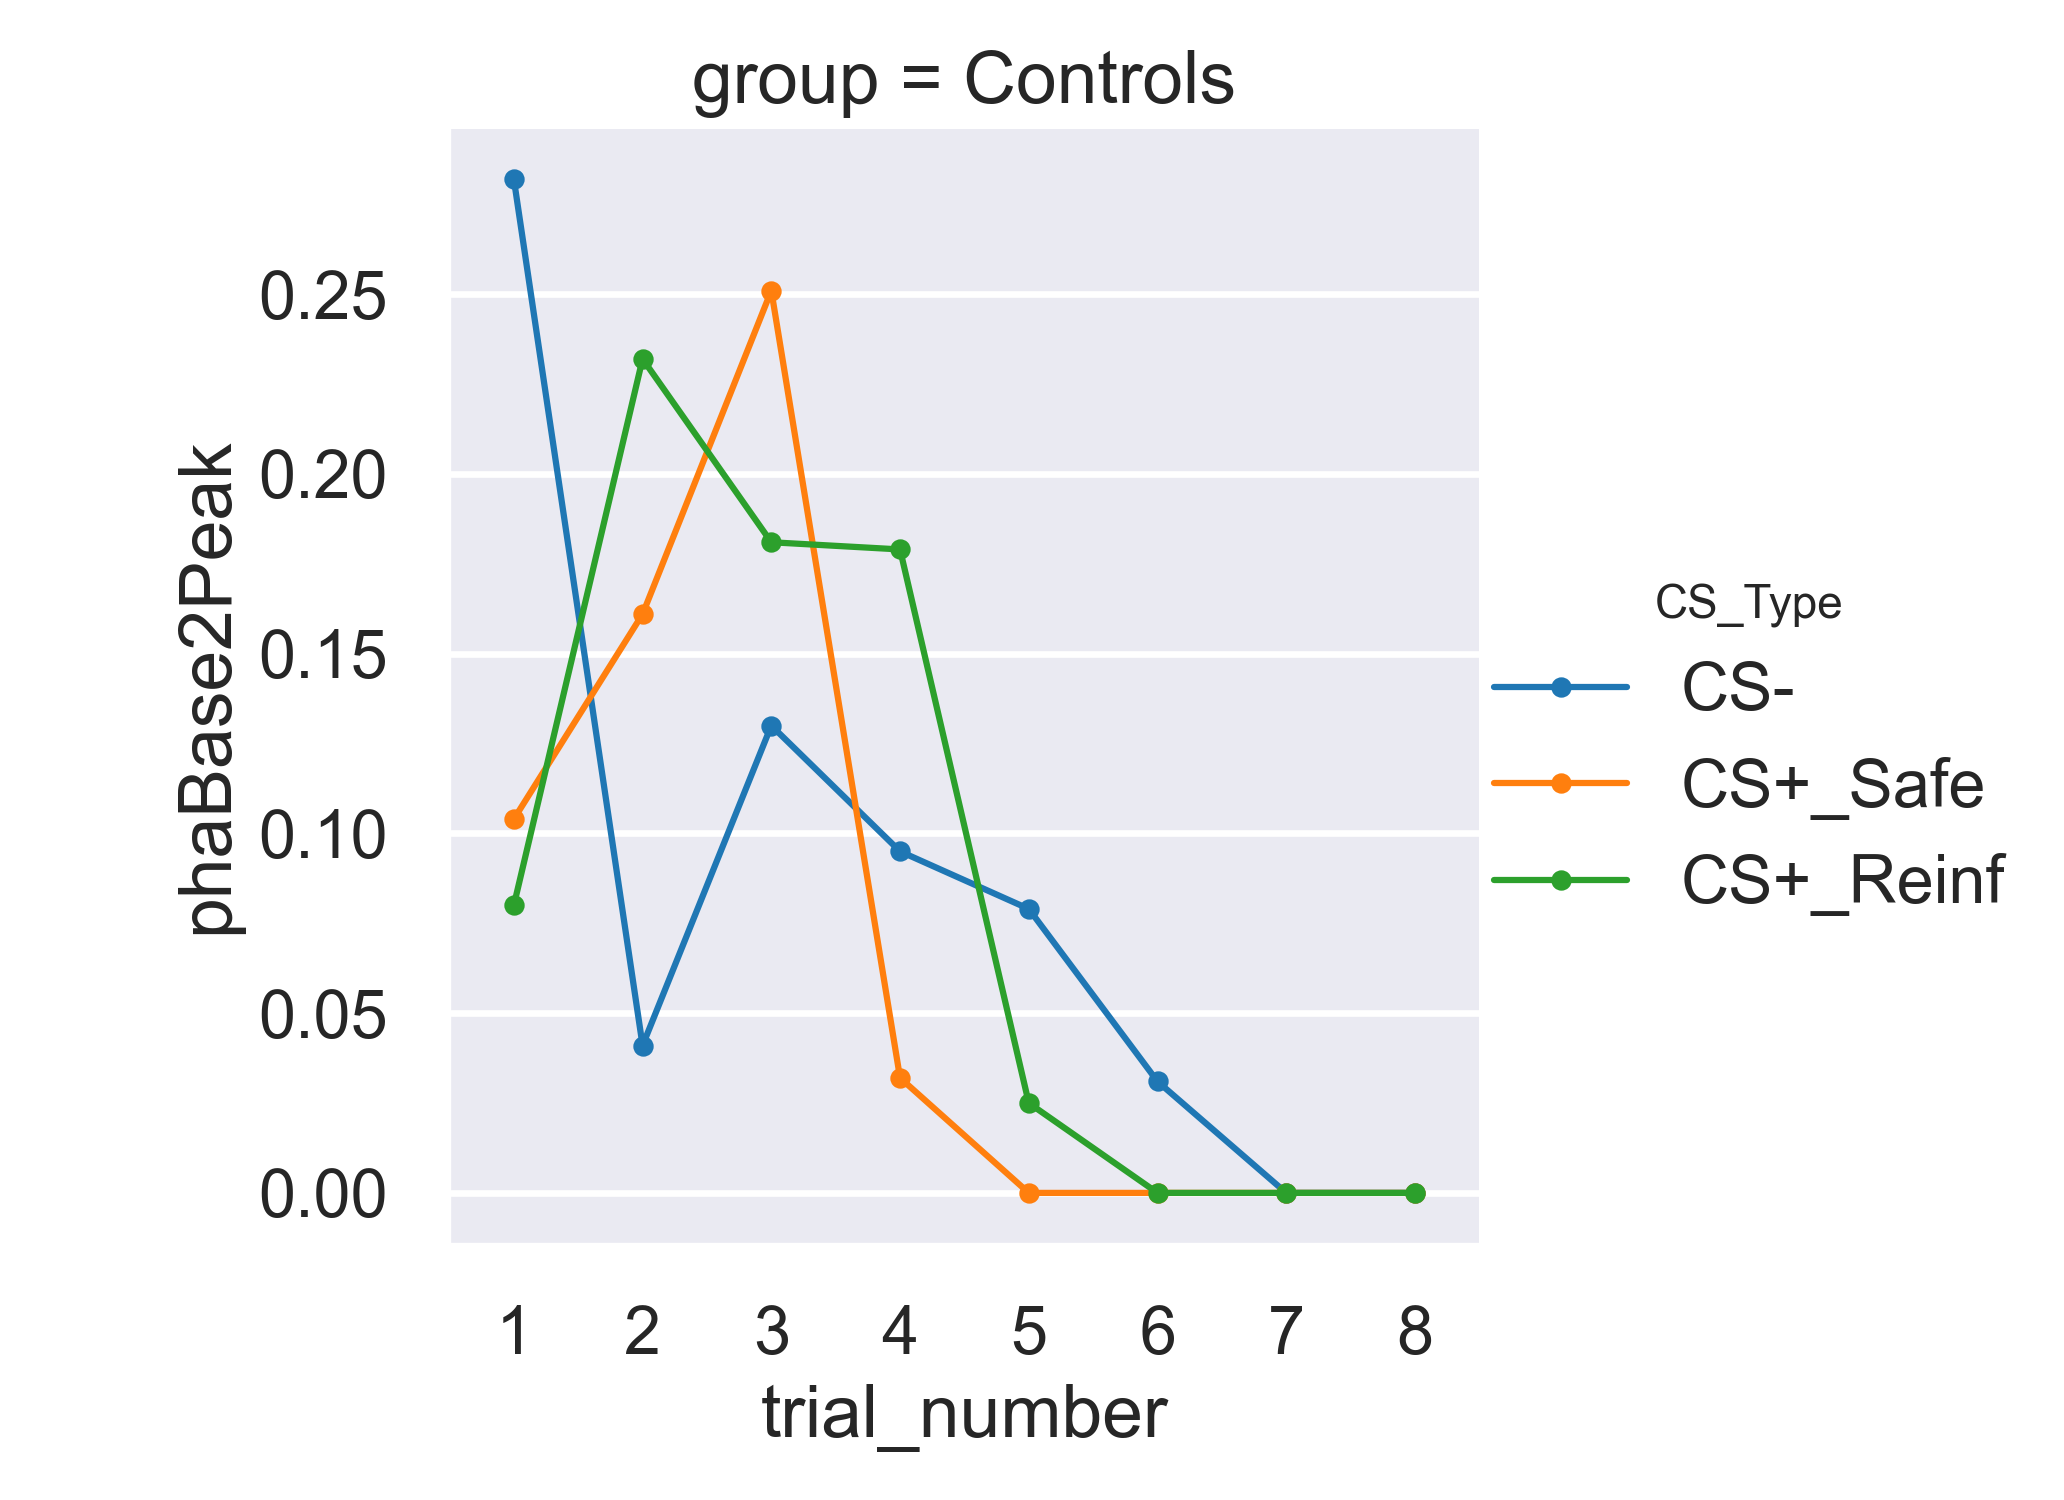 group = Controls
phaBase2Peak
0.25
0.20
0.15
0.10
0.05
0.00
1 2 3 4 5 6 7 8
trial_number
CS_Type
CS-
CS+_Safe
CS+_Reinf